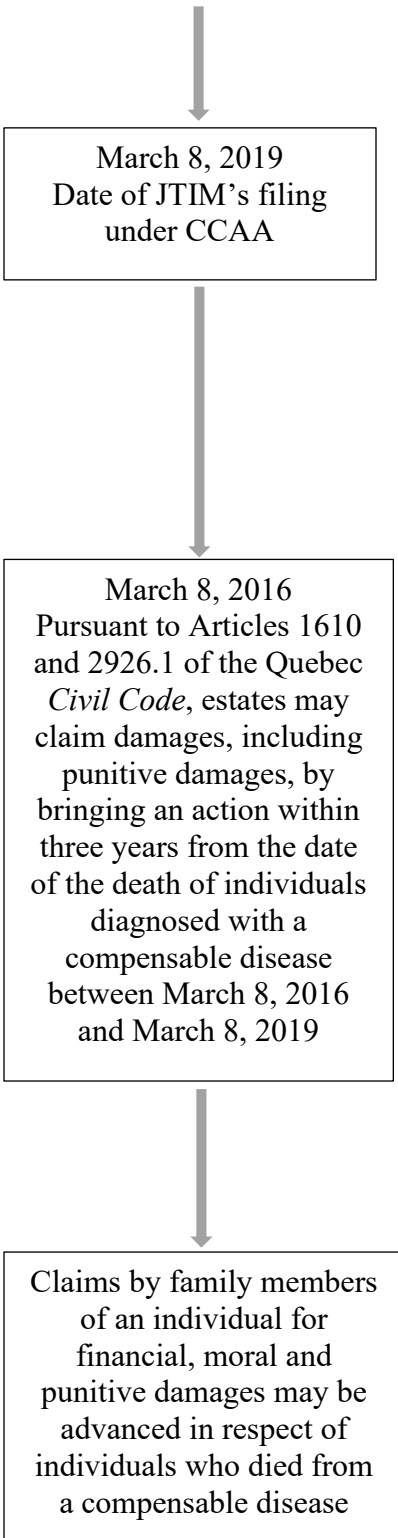 March 8, 2019
Date of JTIM’s filing
under CCAA
March 8, 2016
Pursuant to Articles 1610
and 2926.1 of the Quebec
Civil Code, estates may
claim damages, including
punitive damages, by
bringing an action within
three years from the date
of the death of individuals
diagnosed with a
compensable disease
between March 8, 2016
and March 8, 2019
Claims by family members
of an individual for
financial, moral and
punitive damages may be
advanced in respect of
individuals who died from
a compensable disease